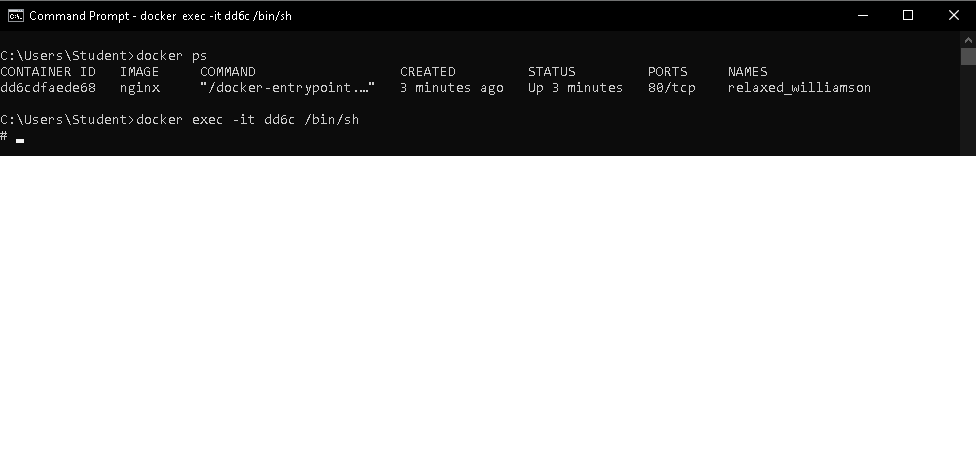 Command Prompt - docker exec -it dd6c /bin/sh
C:\Users\Student>docker ps
CONTAINER ID   IMAGE     COMMAND                  CREATED         STATUS         PORTS     NAMES
dd6cdfaede68   nginx     "/docker-entrypoint.…"   3 minutes ago   Up 3 minutes   80/tcp    relaxed_williamson
C:\Users\Student>docker exec -it dd6c /bin/sh
#